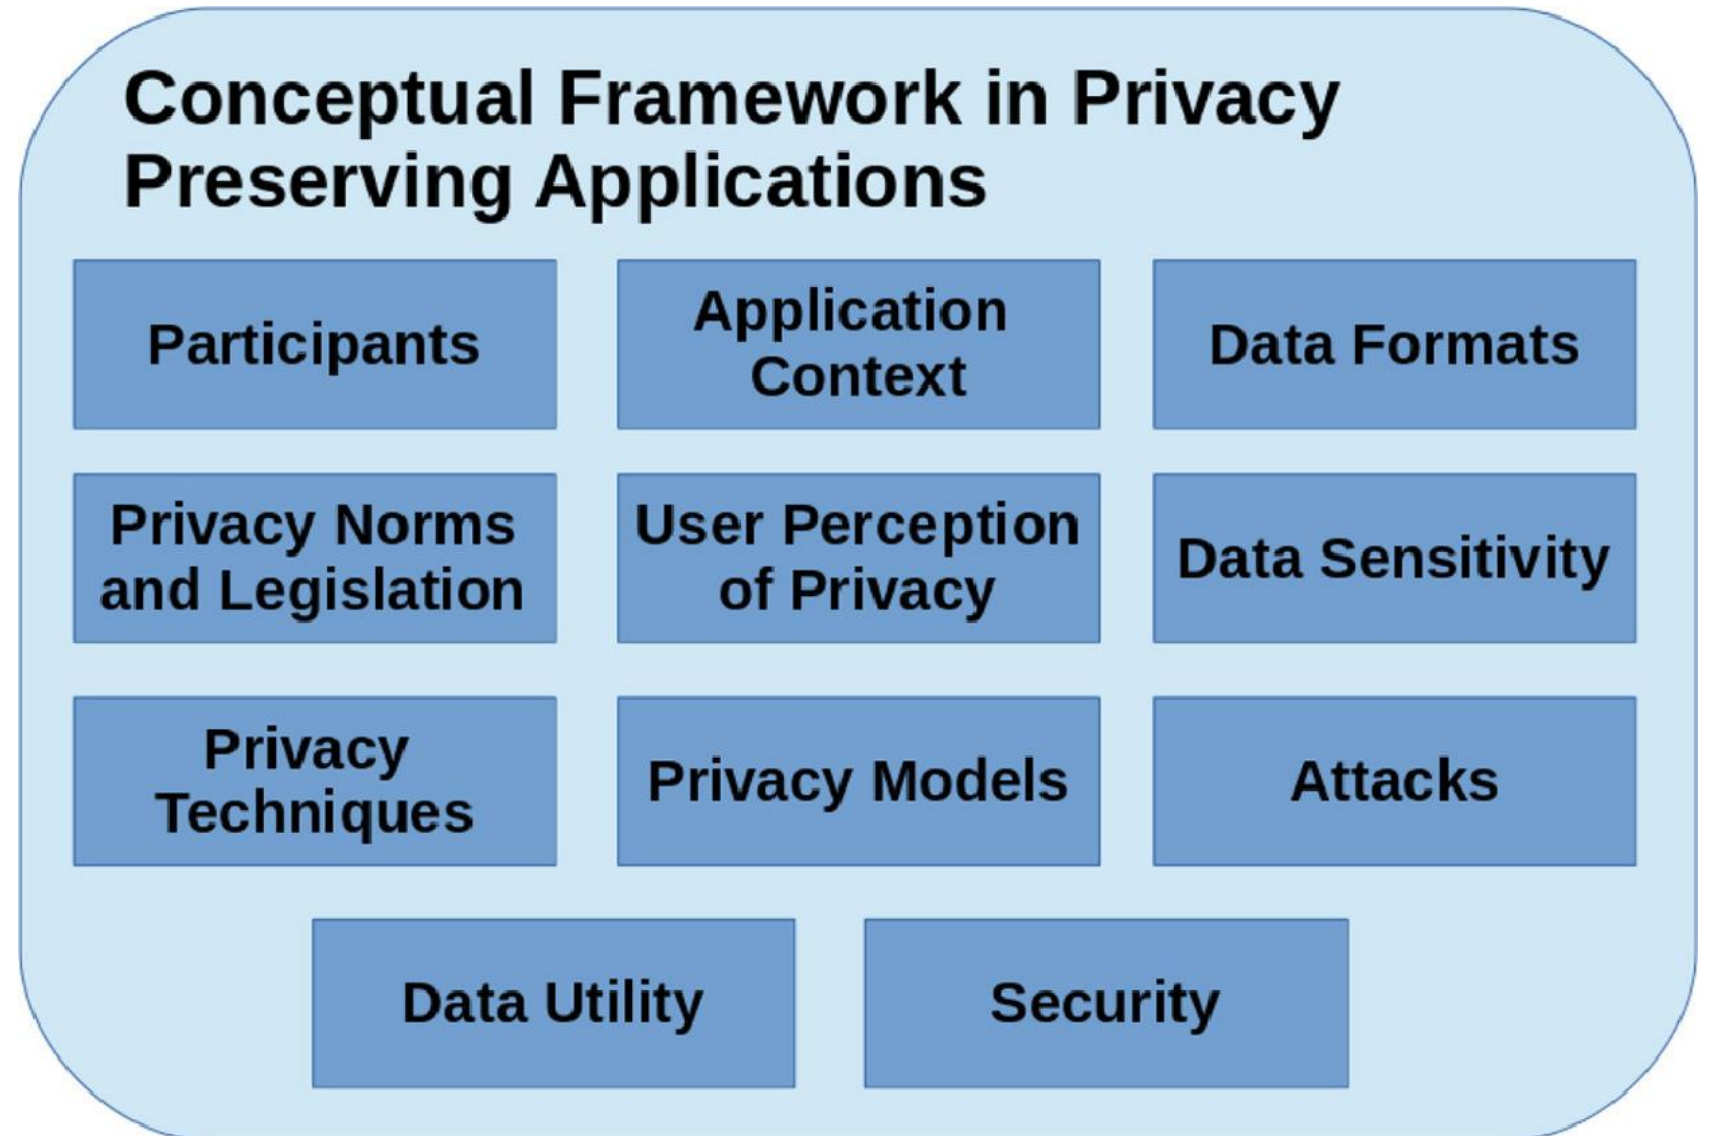 Conceptual Framework in Privacy
Preserving Applications
Participants
Application
Context
Data Formats
Privacy Norms
and Legislation
User Perception
of Privacy
Data Sensitivity
Privacy
Techniques
Privacy Models
Attacks
Data Utility
Security